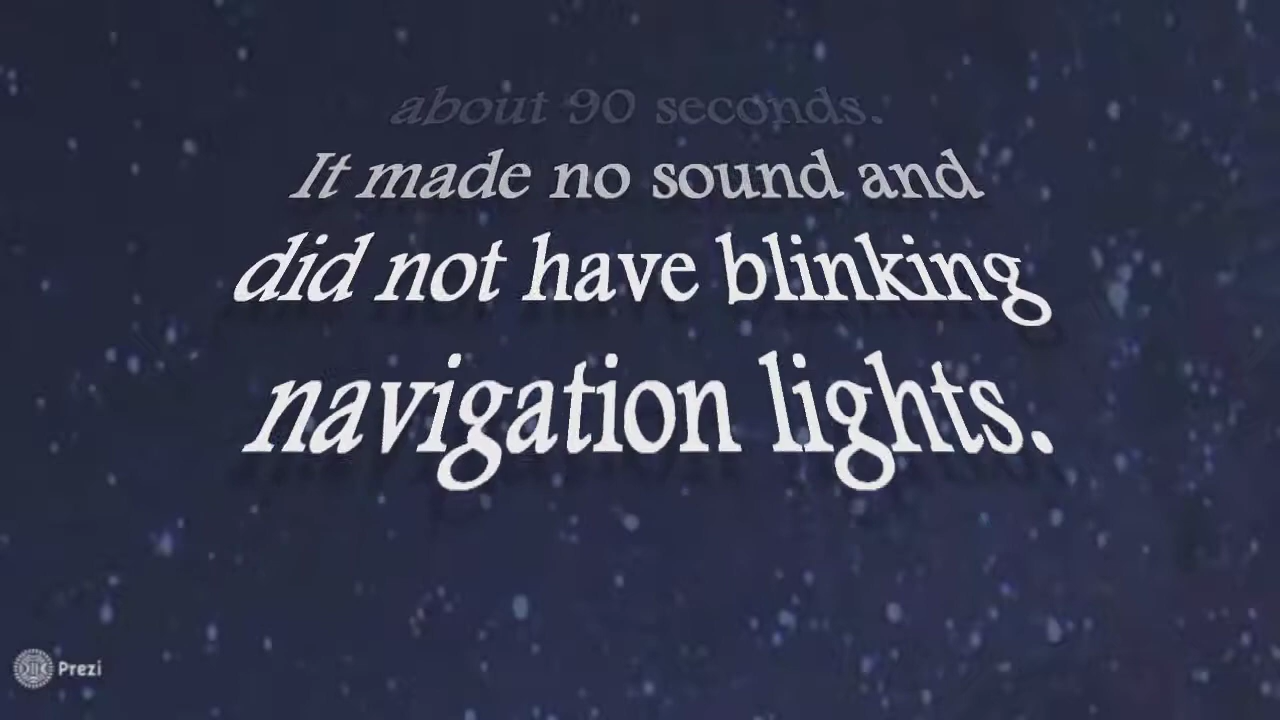 about 90 seconds.
It made no sound and
did not have blinking
navigation lights.
Prezi